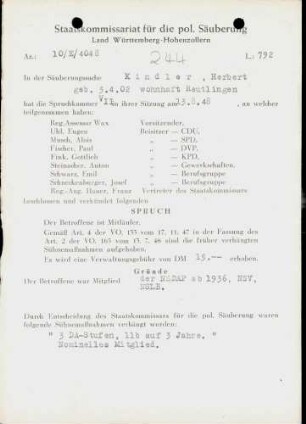 Staatskommissariat für die pol. Säuberung
Land Württemberg-Hohenzollern
Az.: 10/Z/4048 244 L: 792
In der Säuberungssache Kindler, Herbert
geb. 3.4.02 wohnhaft Reutlingen
hat die Spruchkammer VII in ihrer Sitzung am 13.8.48 , an welcher
teilgenommen haben:
Reg.Assessor Wax Vorsitzender,
Uhl, Eugen Beisitzer — CDU,
Musch, Alois „ — SPD,
Fischer, Paul „ — DVP,
Fink, Gottlieb „ — KPD,
Steinacher, Anton „ — Gewerkschaften,
Schwarz, Emil „ — Berufsgruppe
Schneckenburger, Josef „ — Berufsgruppe
Reg.-Ang. Hauer, Franz Vertreter des Staatskommissars
beschlossen und verkündet folgenden
SPRUCH
Der Betroffene ist Mitläufer.
Gemäß Art. 4 der VO. 133 vom 17. 11. 47 in der Fassung des
Art. 2 der VO. 165 vom 13. 7. 48 sind die früher verhängten
Sühnemaßnahmen aufgehoben.
Es wird eine Verwaltungsgebühr von DM 15.-- erhoben.
Gründe
Der Betroffene war Mitglied der NSDAP ab 1936, NSV,
NSLB.
Durch Entscheidung des Staatskommissars für die pol. Säuberung waren
folgende Sühnemaßnahmen verhängt worden:
" 3 DA-Stufen, 11b auf 3 Jahre. "
Nominelles Mitglied.